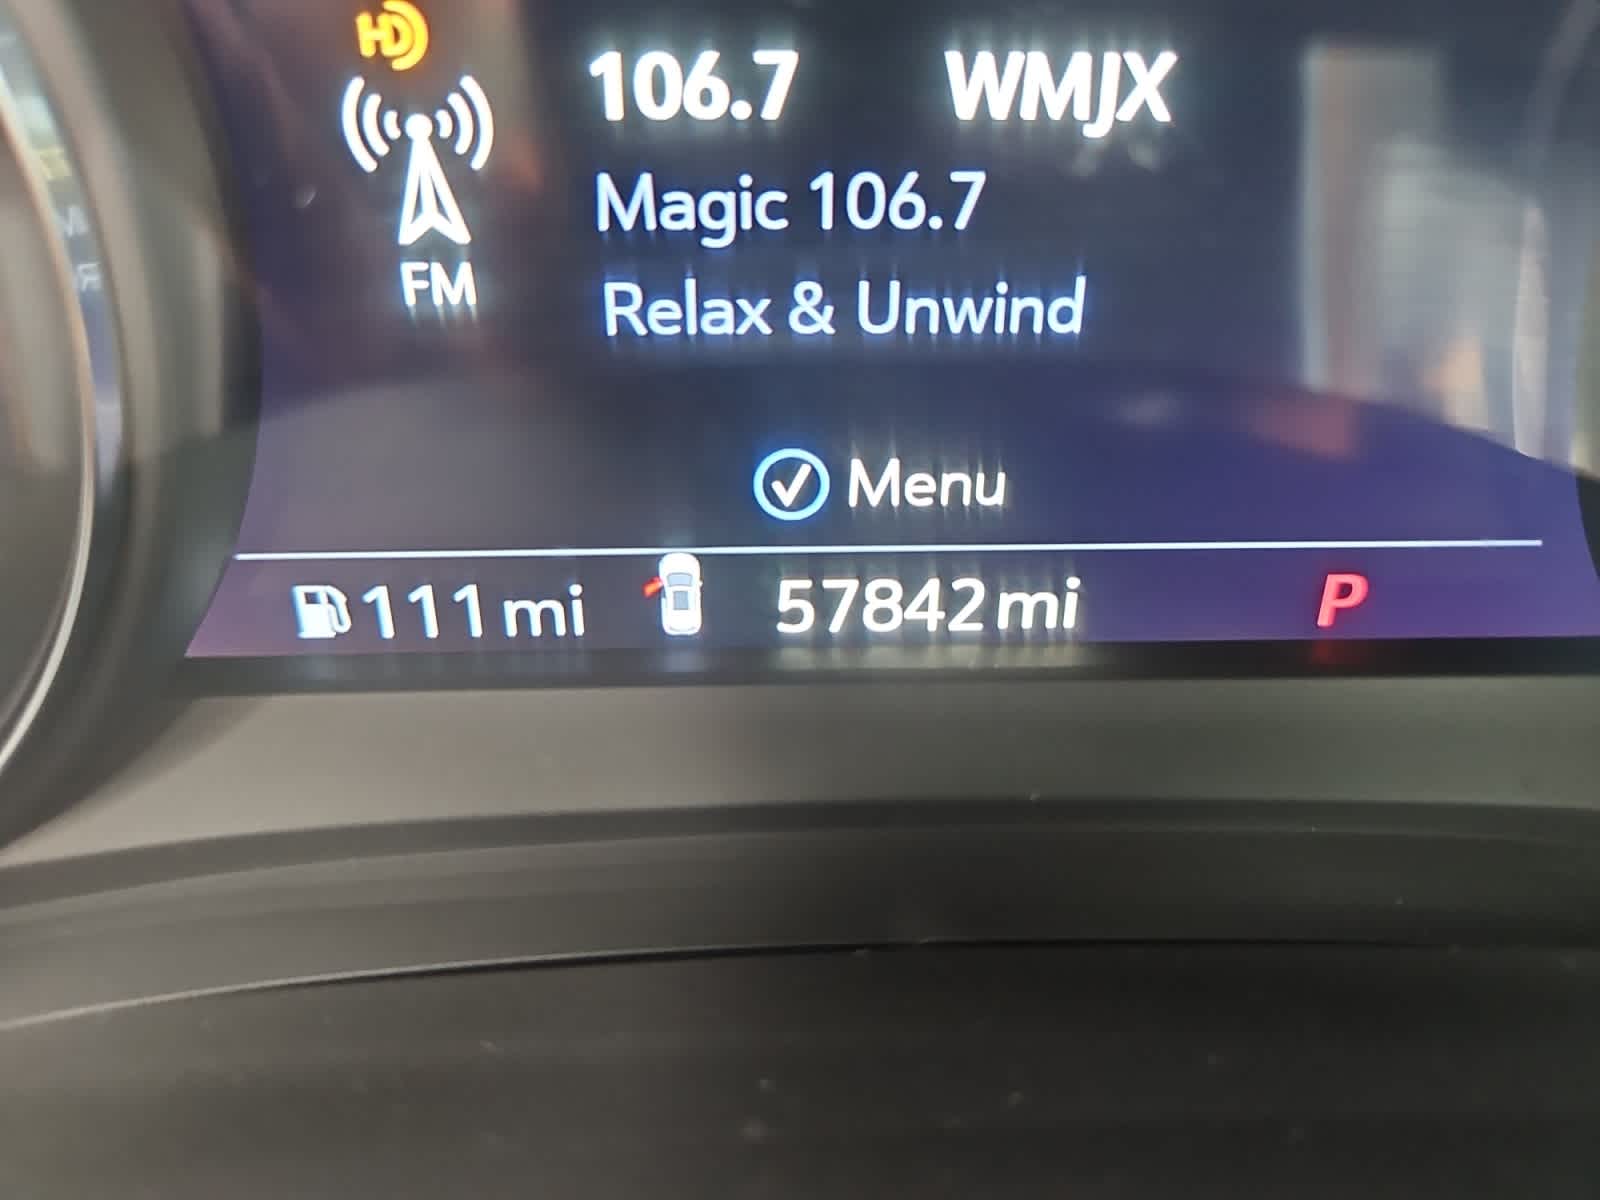 HD
106.7 WMJX
Magic 106.7
FM
Relax & Unwind
Menu
111 mi 57842 mi P